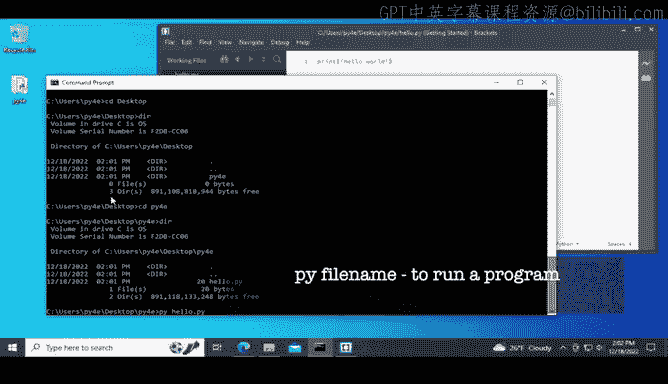 GPT中英字幕课程资源@bilibili.com
C:/Users/py4e/Desktop/py4e/hello.py (Getting Started) - Brackets
File Edit Find View Navigate Debug Help
Working Files
1 print('hello world')
py4e
Command Prompt
C:\Users\py4e>cd Desktop
C:\Users\py4e\Desktop>dir
Volume in drive C is OS
Volume Serial Number is F2DB-CC06
Directory of C:\Users\py4e\Desktop
12/18/2022 02:01 PM <DIR> .
12/18/2022 02:01 PM <DIR> ..
12/18/2022 02:01 PM <DIR> py4e
0 File(s) 0 bytes
3 Dir(s) 891,108,810,944 bytes free
C:\Users\py4e\Desktop>cd py4e
C:\Users\py4e\Desktop\py4e>dir
Volume in drive C is OS
Volume Serial Number is F2DB-CC06
Directory of C:\Users\py4e\Desktop\py4e
12/18/2022 02:01 PM <DIR> .
12/18/2022 02:01 PM <DIR> ..
12/18/2022 02:01 PM 20 hello.py
1 File(s) 20 bytes
2 Dir(s) 891,118,133,248 bytes free
C:\Users\py4e\Desktop\py4e>py hello.py
Spaces: 4
py filename - to run a program
Type here to search
26°F Cloudy
2:02 PM
12/18/2022